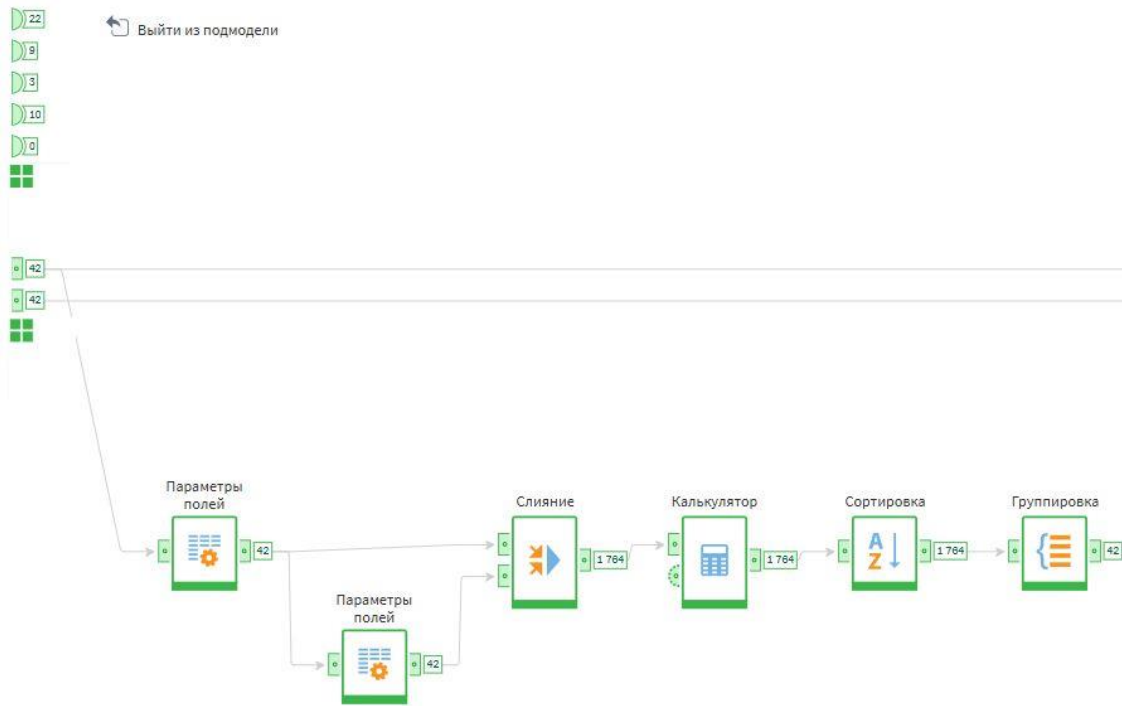 22
Выйти из подмодели
9
3
10
0
42
42
Параметры
полей
Слияние
Калькулятор
Сортировка
Группировка
42
1 764
1 764
1 764
42
Параметры
полей
42
A
Z